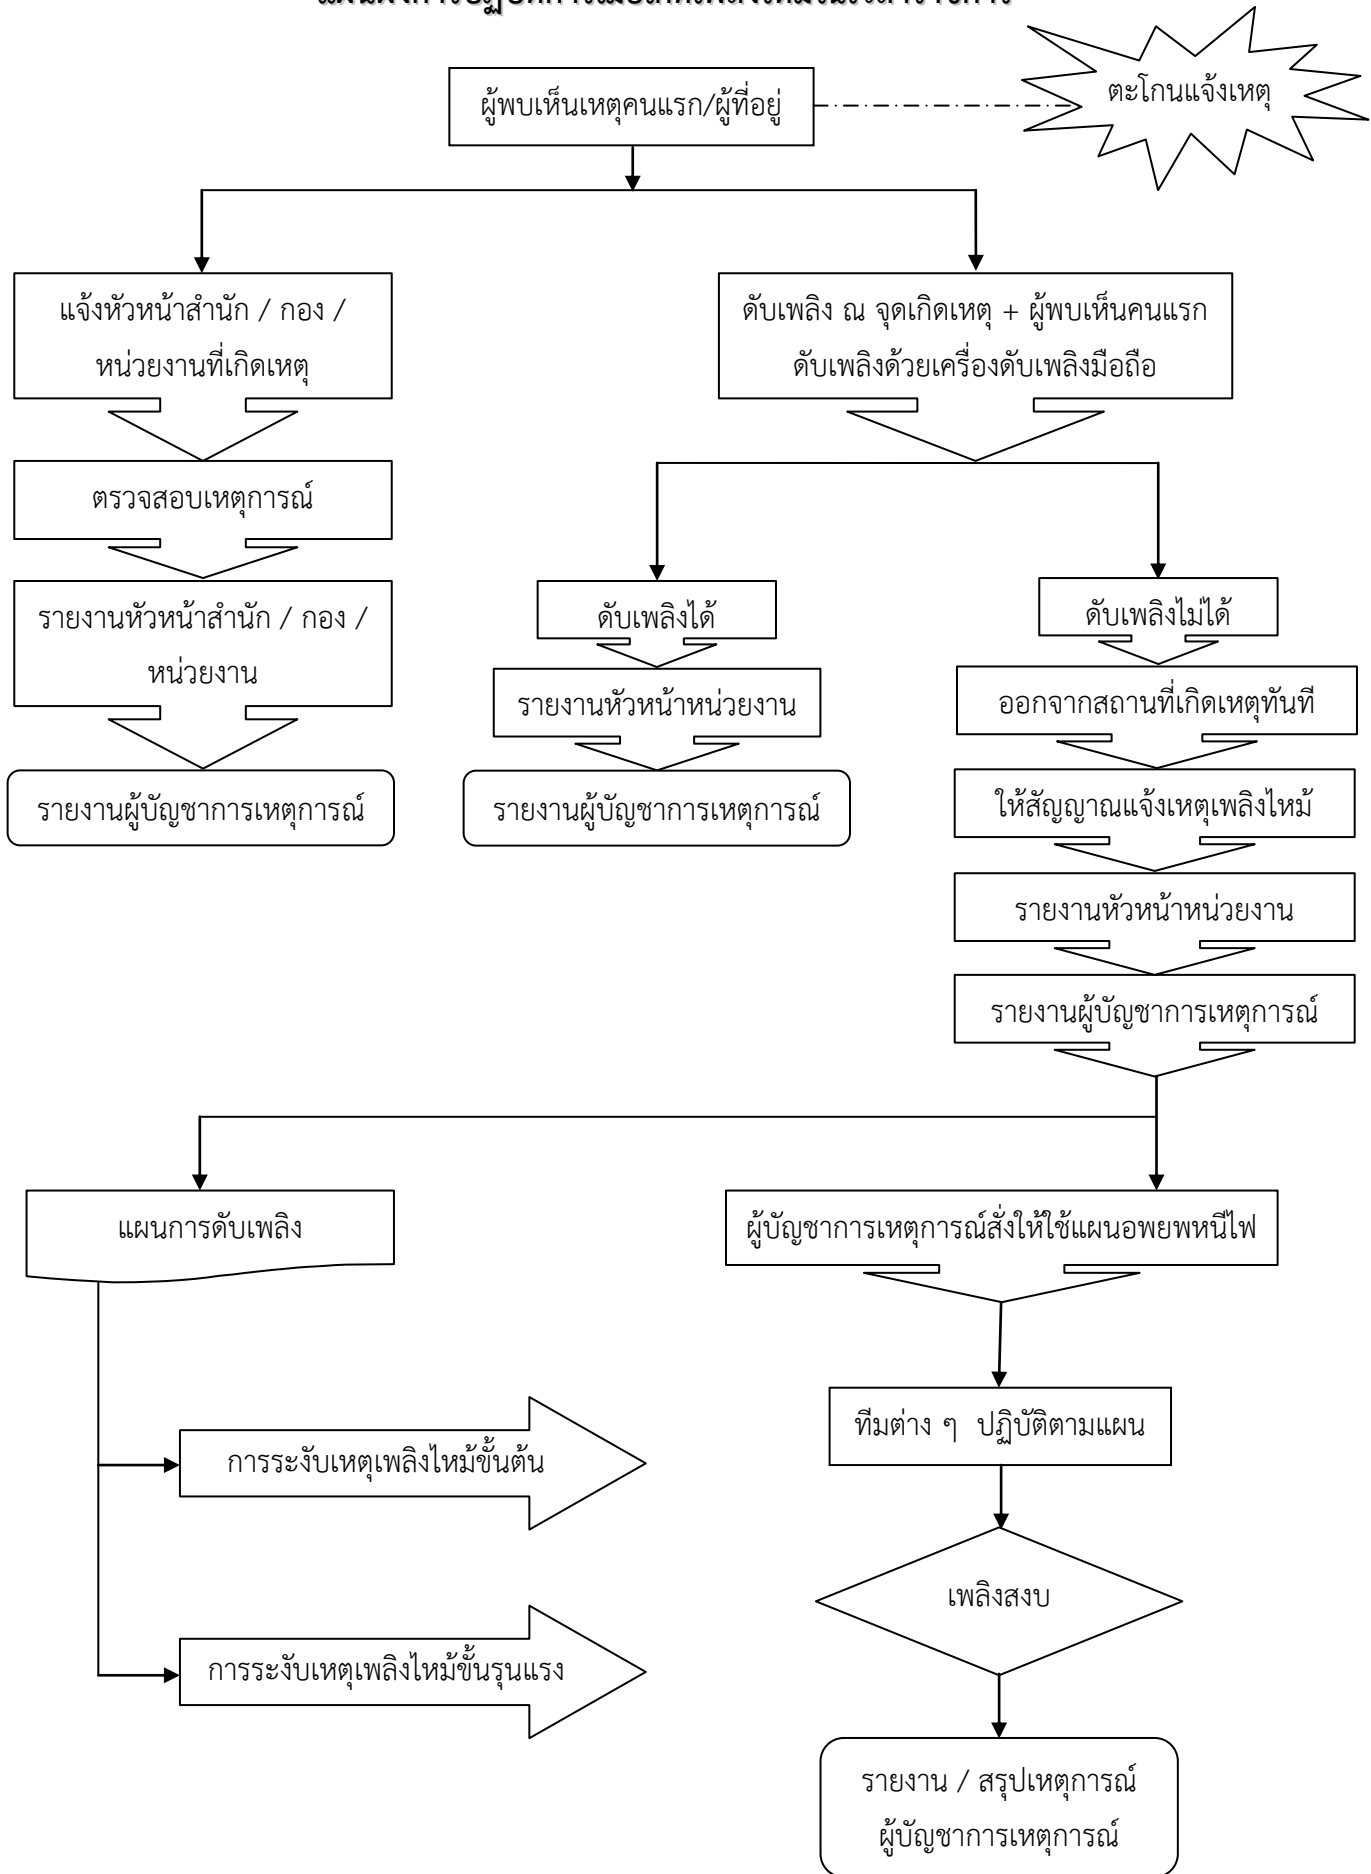 ผู้พบเห็นเหตุคนแรก/ผู้ที่อยู่
ตะโกนแจ้งเหตุ
แจ้งหัวหน้าสำนัก / กอง /
หน่วยงานที่เกิดเหตุ
ดับเพลิง ณ จุดเกิดเหตุ + ผู้พบเห็นคนแรก
ดับเพลิงด้วยเครื่องดับเพลิงมือถือ
ตรวจสอบเหตุการณ์
รายงานหัวหน้าสำนัก / กอง /
หน่วยงาน
รายงานผู้บัญชาการเหตุการณ์
ดับเพลิงได้
รายงานหัวหน้าหน่วยงาน
รายงานผู้บัญชาการเหตุการณ์
ดับเพลิงไม่ได้
ออกจากสถานที่เกิดเหตุทันที
ให้สัญญาณแจ้งเหตุเพลิงไหม้
รายงานหัวหน้าหน่วยงาน
รายงานผู้บัญชาการเหตุการณ์
แผนการดับเพลิง
ผู้บัญชาการเหตุการณ์สั่งให้ใช้แผนอพยพหนีไฟ
การระงับเหตุเพลิงไหม้ขั้นต้น
การระงับเหตุเพลิงไหม้ขั้นรุนแรง
ทีมต่าง ๆ ปฏิบัติตามแผน
เพลิงสงบ
รายงาน / สรุปเหตุการณ์
ผู้บัญชาการเหตุการณ์